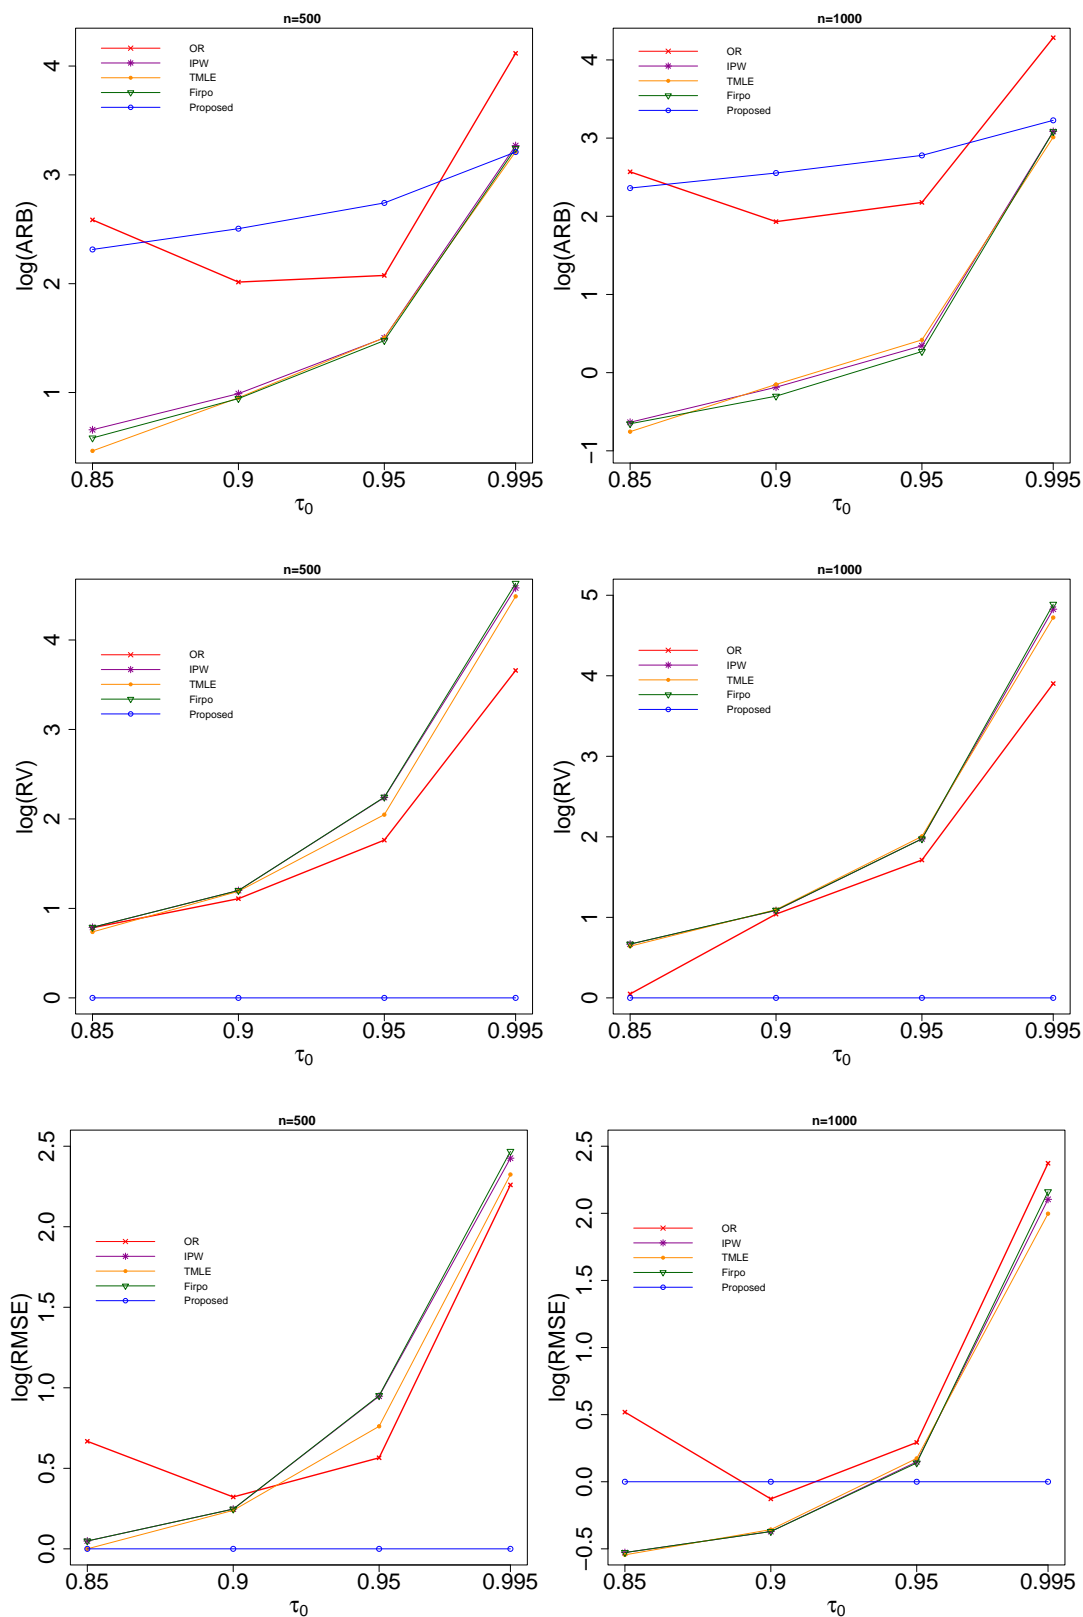 n=500
log(ARB)
4
3
2
1
OR
IPW
TMLE
Firpo
Proposed
0.85 0.9 0.95 0.995
τ0
n=1000
log(ARB)
4
3
2
1
0
−1
OR
IPW
TMLE
Firpo
Proposed
0.85 0.9 0.95 0.995
τ0
n=500
log(RV)
4
3
2
1
0
OR
IPW
TMLE
Firpo
Proposed
0.85 0.9 0.95 0.995
τ0
n=1000
log(RV)
5
4
3
2
1
0
OR
IPW
TMLE
Firpo
Proposed
0.85 0.9 0.95 0.995
τ0
n=500
log(RMSE)
2.5
2.0
1.5
1.0
0.5
0.0
OR
IPW
TMLE
Firpo
Proposed
0.85 0.9 0.95 0.995
τ0
n=1000
log(RMSE)
2.5
2.0
1.5
1.0
0.5
0.0
−0.5
OR
IPW
TMLE
Firpo
Proposed
0.85 0.9 0.95 0.995
τ0